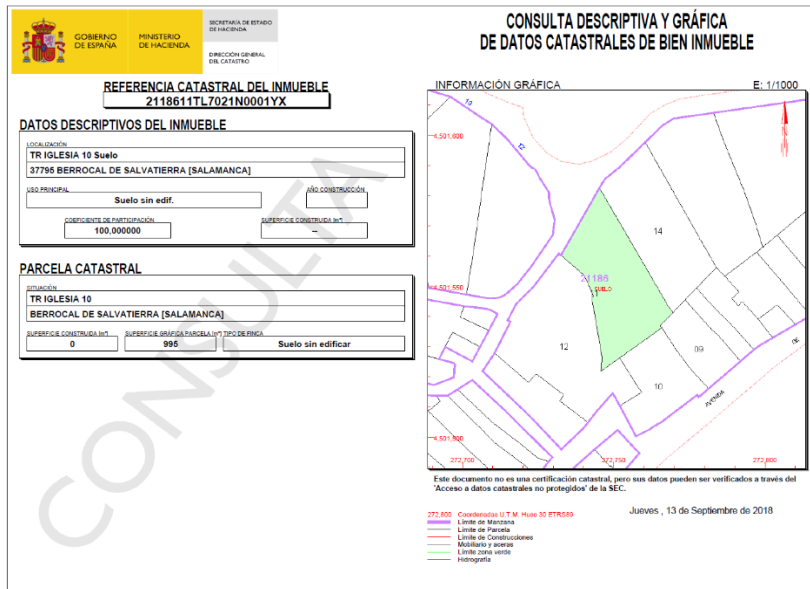 GOBIERNO
DE ESPAÑA
MINISTERIO
DE HACIENDA
SECRETARÍA DE ESTADO
DE HACIENDA
DIRECCIÓN GENERAL
DEL CATASTRO
CONSULTA DESCRIPTIVA Y GRÁFICA
DE DATOS CATASTRALES DE BIEN INMUEBLE
REFERENCIA CATASTRAL DEL INMUEBLE
2118611TL7021N0001YX
DATOS DESCRIPTIVOS DEL INMUEBLE
LOCALIZACIÓN
TR IGLESIA 10 Suelo
37795 BERROCAL DE SALVATIERRA [SALAMANCA]
USO PRINCIPAL
Suelo sin edif.
AÑO CONSTRUCCIÓN
COEFICIENTE DE PARTICIPACIÓN
100,000000
SUPERFICIE CONSTRUIDA [m²]
--
PARCELA CATASTRAL
SITUACIÓN
TR IGLESIA 10
BERROCAL DE SALVATIERRA [SALAMANCA]
SUPERFICIE CONSTRUIDA [m²]
0
SUPERFICIE GRÁFICA PARCELA [m²]
995
TIPO DE FINCA
Suelo sin edificar
CONSULTA
INFORMACIÓN GRÁFICA E: 1/1000
4,501,600
12
14
21186
SUELO
4,501,550
12
09
10
DE
AVENIDA
4,501,500
272,700 272,750 272,800
Este documento no es una certificación catastral, pero sus datos pueden ser verificados a través del
'Acceso a datos catastrales no protegidos' de la SEC.
272,800 Coordenadas U.T.M. Huso 30 ETRS89
Límite de Manzana
Límite de Parcela
Límite de Construcciones
Mobiliario y aceras
Límite zona verde
Hidrografía
Jueves , 13 de Septiembre de 2018